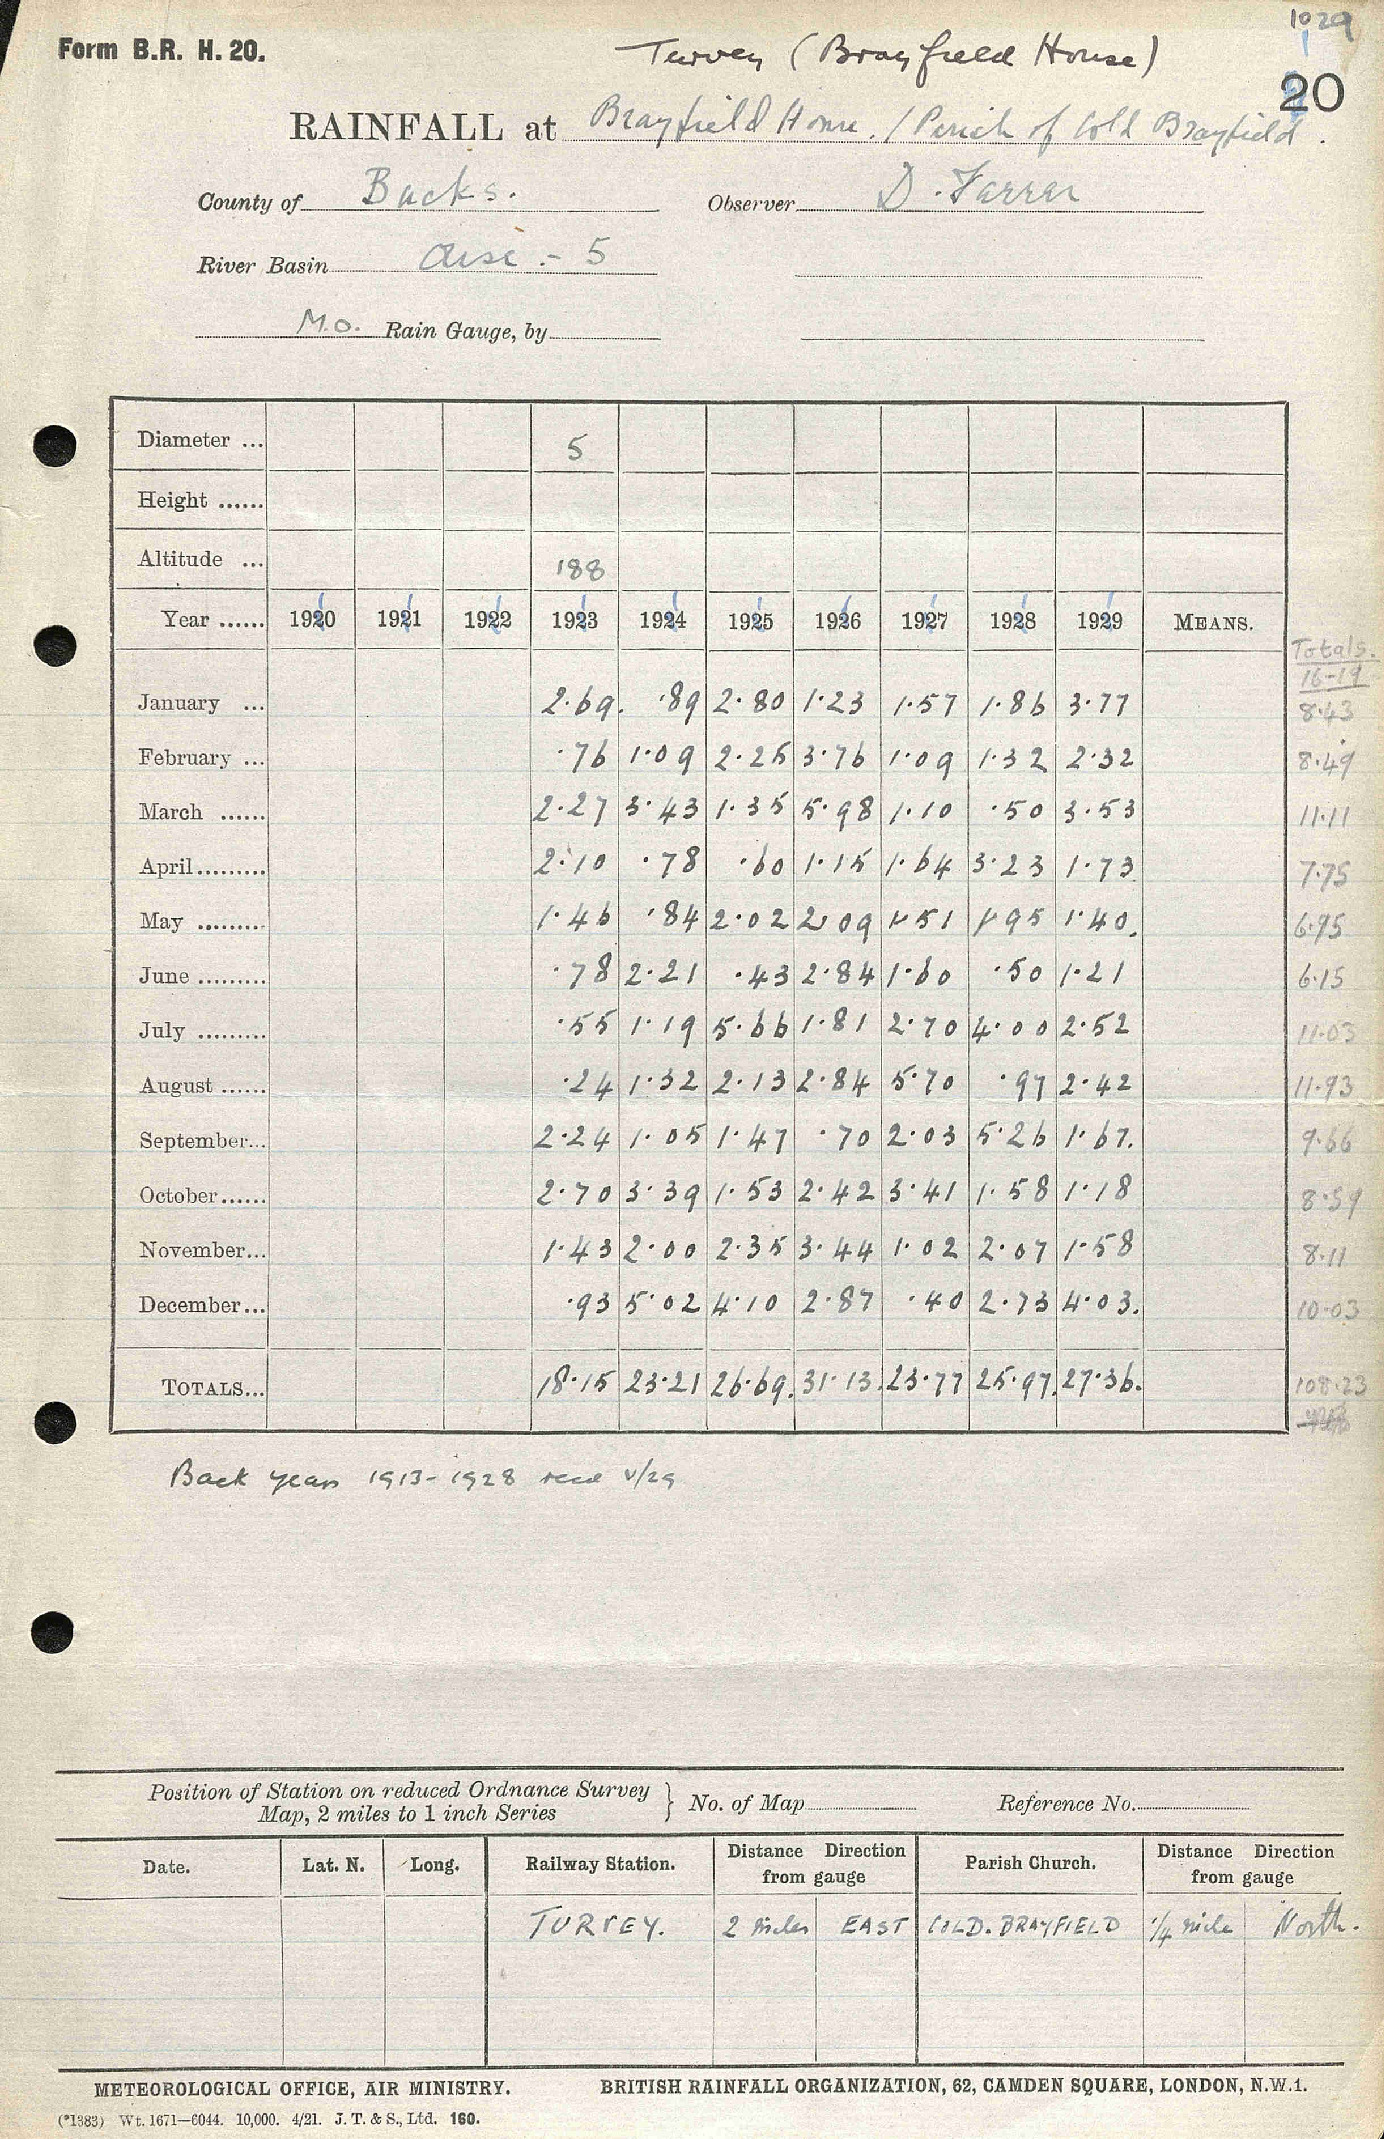 1029
Form B.R. H. 20.
Turvey (Brayfield House)
20
RAINFALL at Brayfield House. / Parish of Cold Brayfield.
County of Bucks. Observer D. Farrar
River Basin Ouse - 5
M.O. Rain Gauge, by
Diameter ... 5
Height ......
Altitude ... 188
Year ...... 1920 1921 1922 1923 1924 1925 1926 1927 1928 1929 MEANS.
Totals.
16-19
January ... 2.69. .89 2.80 1.23 1.57 1.86 3.77 8.43
February ... .76 1.09 2.25 3.76 1.09 1.32 2.32 8.49
March ...... 2.27 3.43 1.35 5.98 1.10 .50 3.53 11.11
April......... 2.10 .78 .60 1.15 1.64 3.23 1.73 7.75
May ......... 1.46 .84 2.02 2.09 1.51 1.95 1.40. 6.95
June ......... .78 2.21 .43 2.84 1.60 .50 1.21 6.15
July ......... .55 1.19 5.66 1.81 2.70 4.00 2.52 11.03
August ...... .24 1.32 2.13 2.84 5.70 .97 2.42 11.93
September... 2.24 1.05 1.47 .70 2.03 5.26 1.67. 9.66
October...... 2.70 3.39 1.53 2.42 3.41 1.58 1.18 8.59
November... 1.43 2.00 2.35 3.44 1.02 2.07 1.58 8.11
December... .93 5.02 4.10 2.87 .40 2.73 4.03. 10.03
TOTALS... 18.15 23.21 26.69. 31.13. 23.77 25.97. 27.36. 108.23
Back years 1913-1928 recd V/29
Position of Station on reduced Ordnance Survey
Map, 2 miles to 1 inch Series } No. of Map Reference No.
Date. Lat. N. Long. Railway Station. Distance Direction from gauge Parish Church. Distance Direction from gauge
TURVEY. 2 miles EAST COLD. BRAYFIELD 1/4 mile North.
METEOROLOGICAL OFFICE, AIR MINISTRY. BRITISH RAINFALL ORGANIZATION, 62, CAMDEN SQUARE, LONDON, N.W.1.
(*1383) Wt. 1671—6044. 10,000. 4/21. J. T. & S., Ltd. 160.